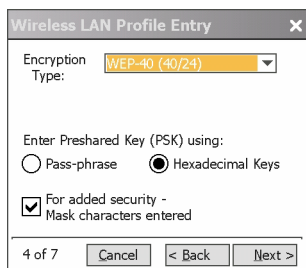 Wireless LAN Profile Entry X
Encryption Type: WEP-40 (40/24)
Enter Preshared Key (PSK) using:
Pass-phrase Hexadecimal Keys
For added security -
Mask characters entered
4 of 7 Cancel < Back Next >